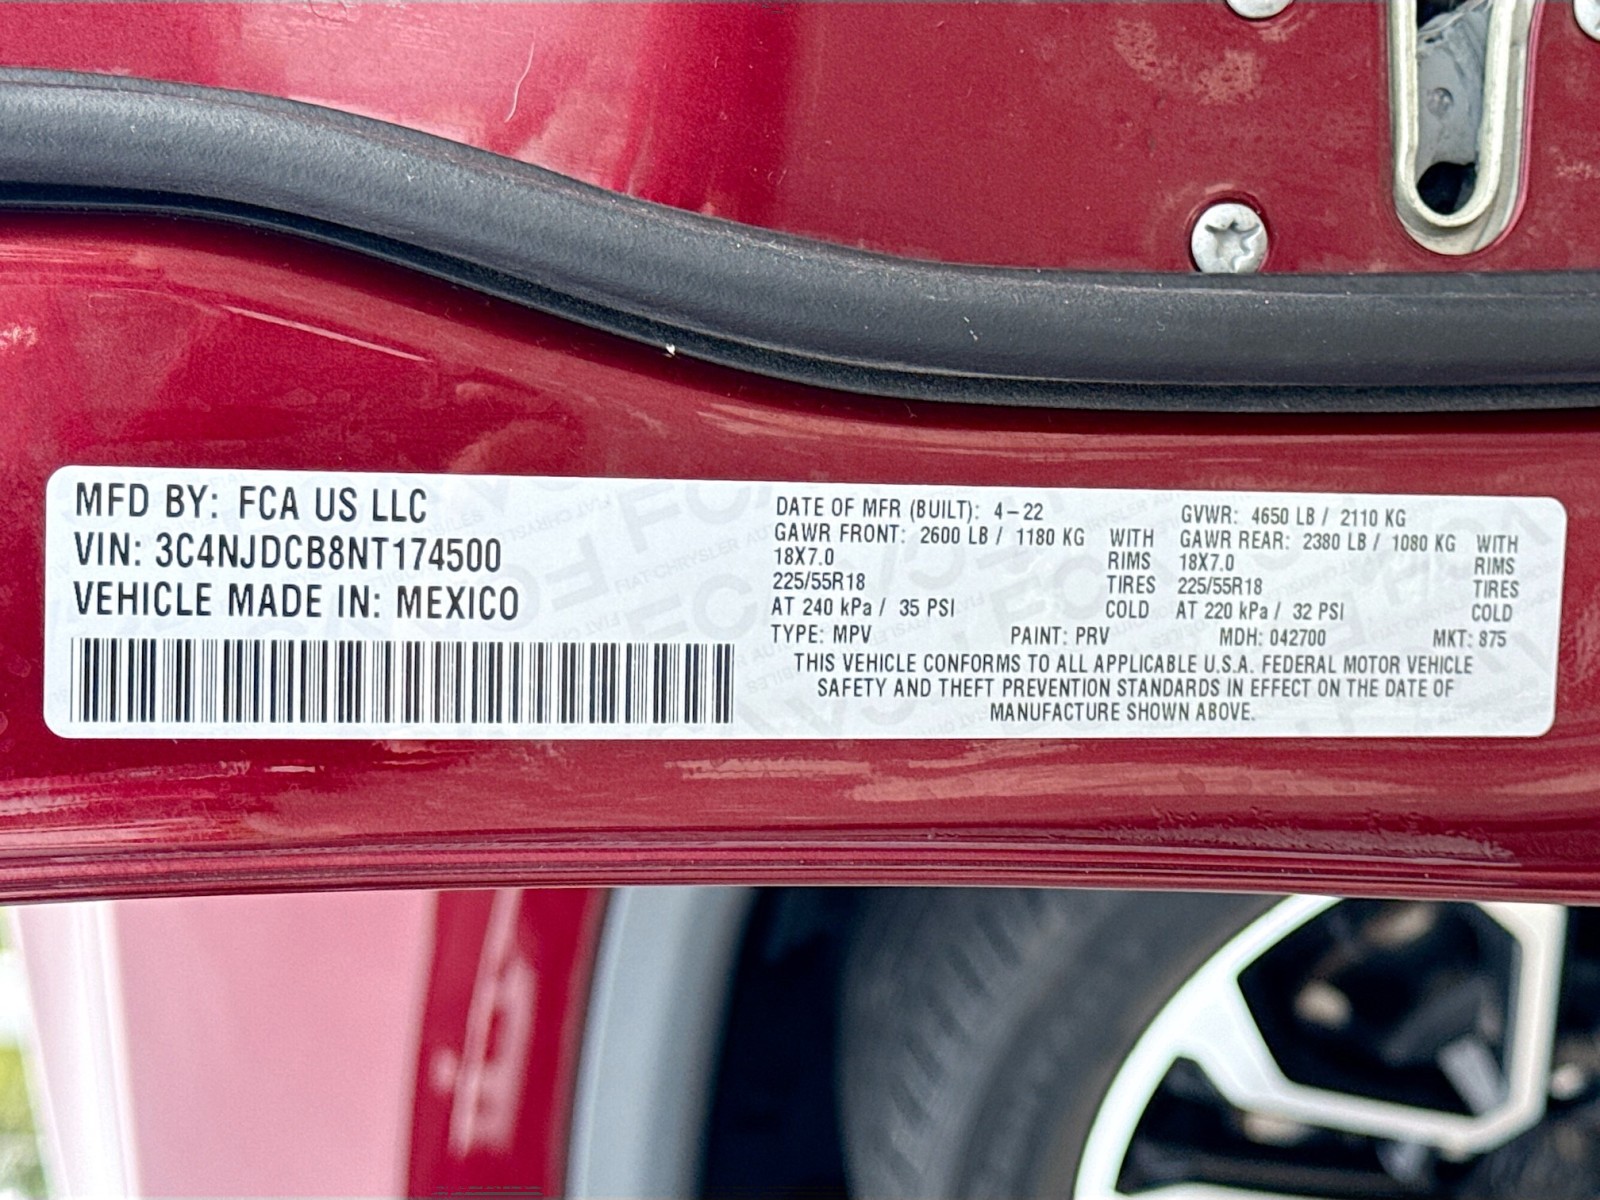 MFD BY: FCA US LLC
VIN: 3C4NJDCB8NT174500
VEHICLE MADE IN: MEXICO
DATE OF MFR (BUILT): 4-22 GVWR: 4650 LB / 2110 KG
GAWR FRONT: 2600 LB / 1180 KG WITH GAWR REAR: 2380 LB / 1080 KG WITH
18X7.0 RIMS 18X7.0 RIMS
225/55R18 TIRES 225/55R18 TIRES
AT 240 kPa / 35 PSI COLD AT 220 kPa / 32 PSI COLD
TYPE: MPV PAINT: PRV MDH: 042700 MKT: 875
THIS VEHICLE CONFORMS TO ALL APPLICABLE U.S.A. FEDERAL MOTOR VEHICLE
SAFETY AND THEFT PREVENTION STANDARDS IN EFFECT ON THE DATE OF
MANUFACTURE SHOWN ABOVE.